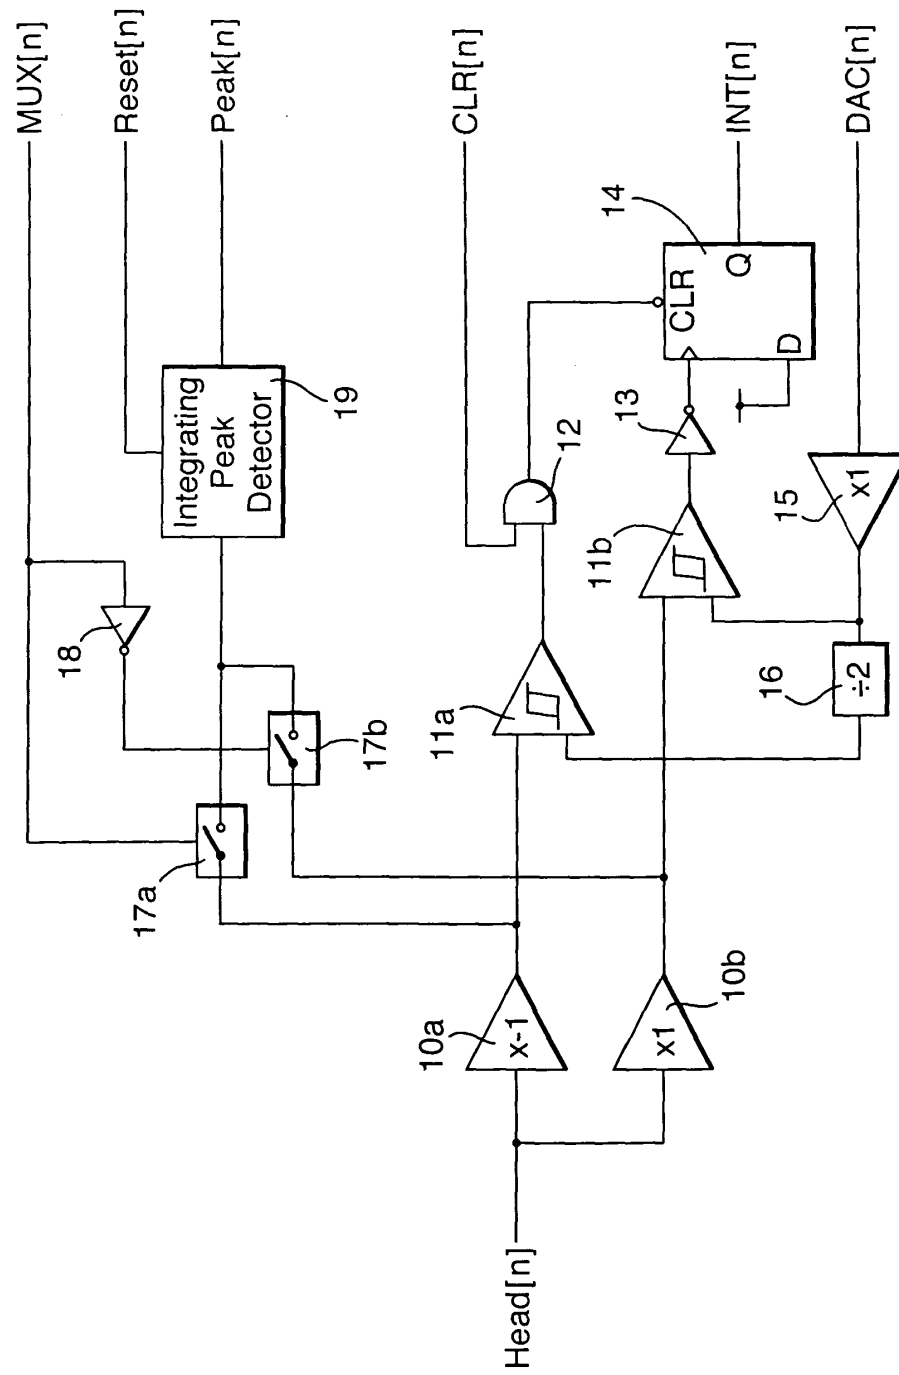 MUX[n]
Reset[n]
Peak[n]
CLR[n]
INT[n]
DAC[n]
Integrating
Peak
Detector
19
18
17a
17b
14
CLR
Q
D
12
13
11a
11b
15
x1
16
÷2
10a
x-1
10b
x1
Head[n]